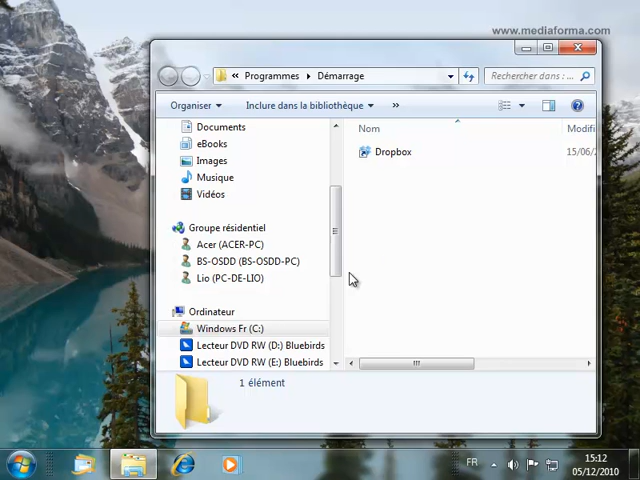 www.mediaforma.com
« Programmes ▸ Démarrage
Rechercher dans : ...
Organiser
Inclure dans la bibliothèque
»
Documents
eBooks
Images
Musique
Vidéos
Groupe résidentiel
Acer (ACER-PC)
BS-OSDD (BS-OSDD-PC)
Lio (PC-DE-LIO)
Ordinateur
Windows Fr (C:)
Lecteur DVD RW (D:) Bluebirds
Lecteur DVD RW (E:) Bluebirds
Nom
Modifi
Dropbox
15/06/
1 élément
FR
15:12
05/12/2010